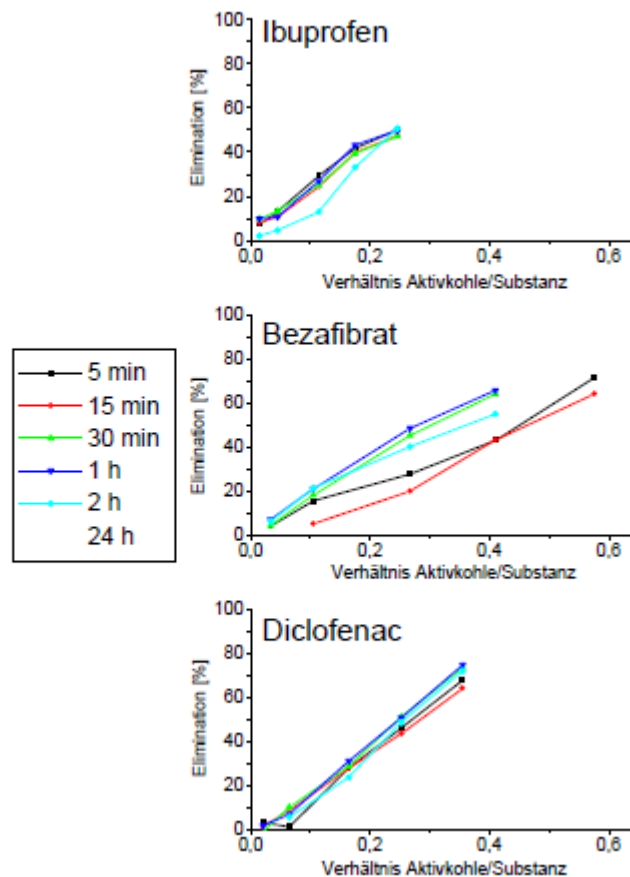 Ibuprofen
Elimination [%]
100
80
60
40
20
0
0,0
0,2
0,4
0,6
Verhältnis Aktivkohle/Substanz
5 min
15 min
30 min
1 h
2 h
24 h
Bezafibrat
Elimination [%]
100
80
60
40
20
0
0,0
0,2
0,4
0,6
Verhältnis Aktivkohle/Substanz
Diclofenac
Elimination [%]
100
80
60
40
20
0
0,0
0,2
0,4
0,6
Verhältnis Aktivkohle/Substanz